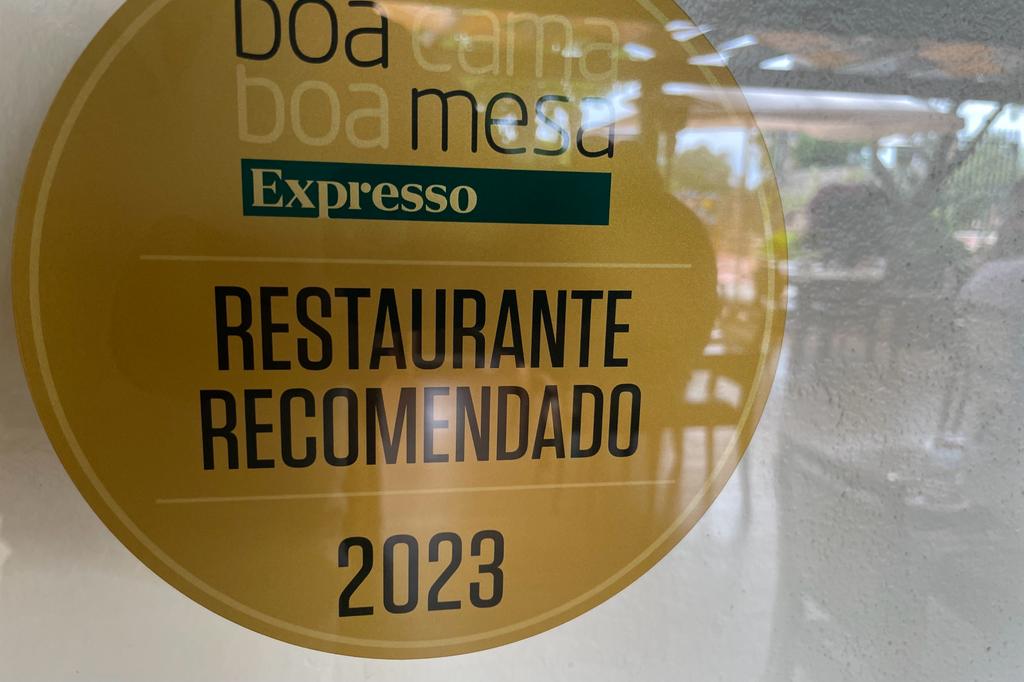 boa cama
boa mesa
Expresso
RESTAURANTE
RECOMENDADO
2023